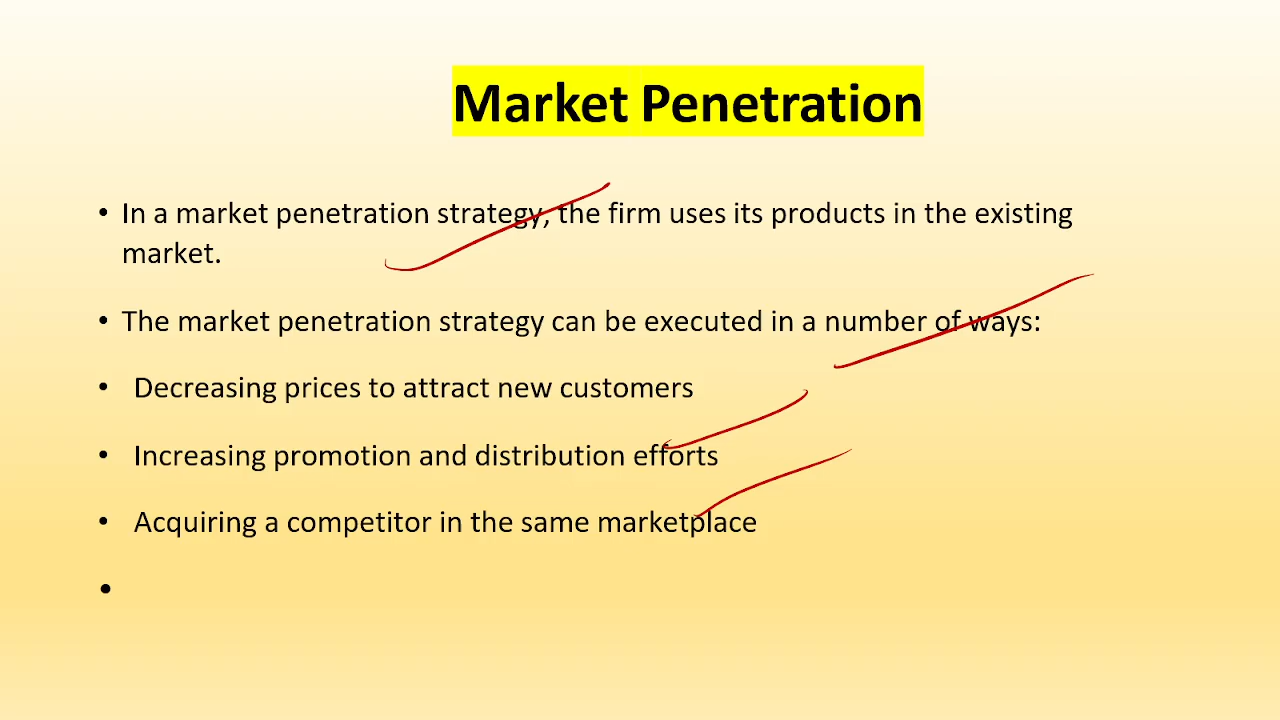 Market Penetration
• In a market penetration strategy, the firm uses its products in the existing
market.
• The market penetration strategy can be executed in a number of ways:
• Decreasing prices to attract new customers
• Increasing promotion and distribution efforts
• Acquiring a competitor in the same marketplace
•